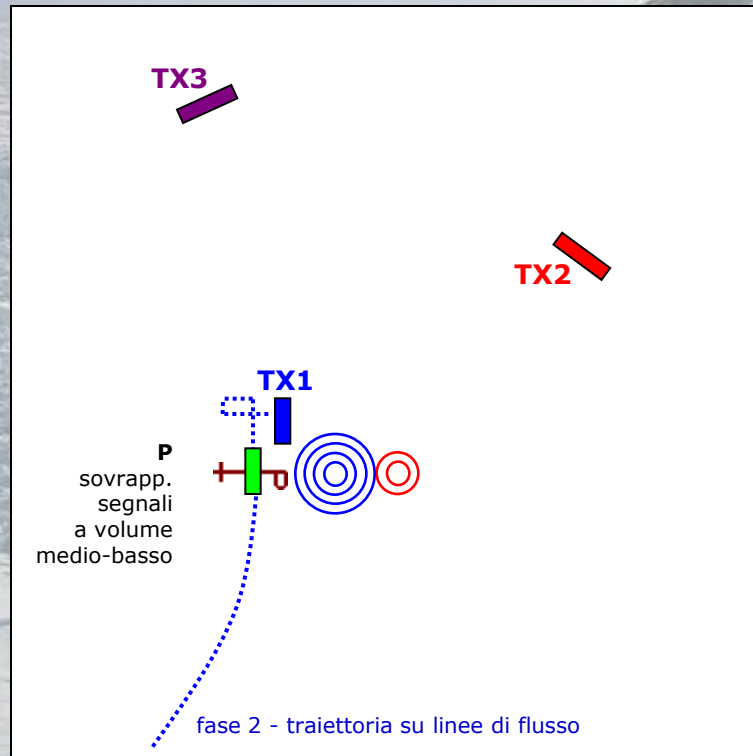 TX3
TX2
TX1
P
sovrapp.
segnali
a volume
medio-basso
fase 2 - traiettoria su linee di flusso